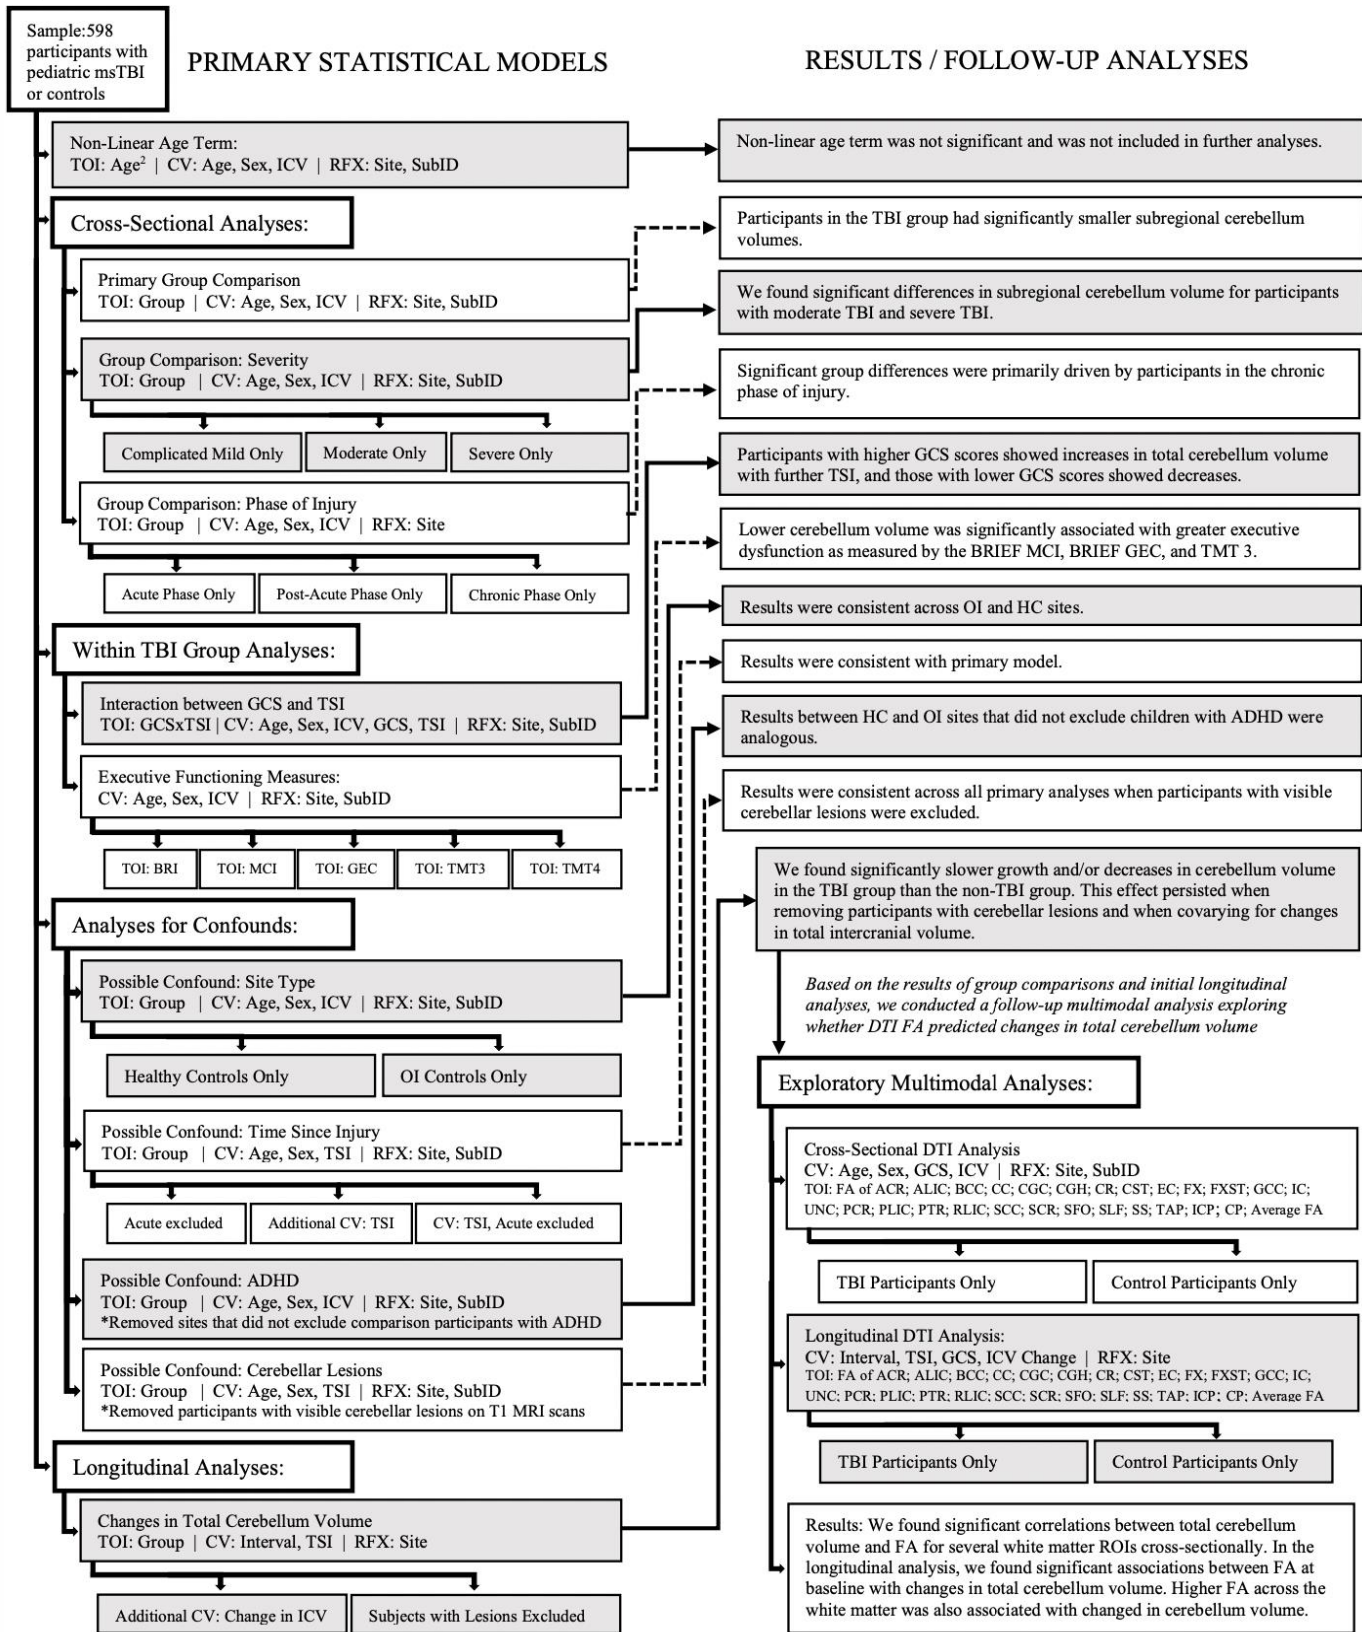 Sample:598
participants with
pediatric msTBI
or controls
PRIMARY STATISTICAL MODELS
RESULTS / FOLLOW-UP ANALYSES
Non-Linear Age Term:
TOI: Age² | CV: Age, Sex, ICV | RFX: Site, SubID
Non-linear age term was not significant and was not included in further analyses.
Cross-Sectional Analyses:
Participants in the TBI group had significantly smaller subregional cerebellum
volumes.
Primary Group Comparison
TOI: Group | CV: Age, Sex, ICV | RFX: Site, SubID
We found significant differences in subregional cerebellum volume for participants
with moderate TBI and severe TBI.
Group Comparison: Severity
TOI: Group | CV: Age, Sex, ICV | RFX: Site, SubID
Complicated Mild Only
Moderate Only
Severe Only
Significant group differences were primarily driven by participants in the chronic
phase of injury.
Group Comparison: Phase of Injury
TOI: Group | CV: Age, Sex, ICV | RFX: Site
Acute Phase Only
Post-Acute Phase Only
Chronic Phase Only
Participants with higher GCS scores showed increases in total cerebellum volume
with further TSI, and those with lower GCS scores showed decreases.
Lower cerebellum volume was significantly associated with greater executive
dysfunction as measured by the BRIEF MCI, BRIEF GEC, and TMT 3.
Results were consistent across OI and HC sites.
Within TBI Group Analyses:
Results were consistent with primary model.
Interaction between GCS and TSI
TOI: GCSxTSI | CV: Age, Sex, ICV, GCS, TSI | RFX: Site, SubID
Results between HC and OI sites that did not exclude children with ADHD were
analogous.
Executive Functioning Measures:
CV: Age, Sex, ICV | RFX: Site, SubID
TOI: BRI
TOI: MCI
TOI: GEC
TOI: TMT3
TOI: TMT4
Results were consistent across all primary analyses when participants with visible
cerebellar lesions were excluded.
We found significantly slower growth and/or decreases in cerebellum volume
in the TBI group than the non-TBI group. This effect persisted when
removing participants with cerebellar lesions and when covarying for changes
in total intercranial volume.
Analyses for Confounds:
Possible Confound: Site Type
TOI: Group | CV: Age, Sex, ICV | RFX: Site, SubID
Healthy Controls Only
OI Controls Only
Based on the results of group comparisons and initial longitudinal
analyses, we conducted a follow-up multimodal analysis exploring
whether DTI FA predicted changes in total cerebellum volume
Possible Confound: Time Since Injury
TOI: Group | CV: Age, Sex, TSI | RFX: Site, SubID
Acute excluded
Additional CV: TSI
CV: TSI, Acute excluded
Possible Confound: ADHD
TOI: Group | CV: Age, Sex, ICV | RFX: Site, SubID
*Removed sites that did not exclude comparison participants with ADHD
Possible Confound: Cerebellar Lesions
TOI: Group | CV: Age, Sex, TSI | RFX: Site, SubID
*Removed participants with visible cerebellar lesions on T1 MRI scans
Longitudinal Analyses:
Changes in Total Cerebellum Volume
TOI: Group | CV: Interval, TSI | RFX: Site
Additional CV: Change in ICV
Subjects with Lesions Excluded
Exploratory Multimodal Analyses:
Cross-Sectional DTI Analysis
CV: Age, Sex, GCS, ICV | RFX: Site, SubID
TOI: FA of ACR; ALIC; BCC; CC; CGC; CGH; CR; CST; EC; FX; FXST; GCC; IC;
UNC; PCR; PLIC; PTR; RLIC; SCC; SCR; SFO; SLF; SS; TAP; ICP; CP; Average FA
TBI Participants Only
Control Participants Only
Longitudinal DTI Analysis:
CV: Interval, TSI, GCS, ICV Change | RFX: Site
TOI: FA of ACR; ALIC; BCC; CC; CGC; CGH; CR; CST; EC; FX; FXST; GCC; IC;
UNC; PCR; PLIC; PTR; RLIC; SCC; SCR; SFO; SLF; SS; TAP; ICP; CP; Average FA
TBI Participants Only
Control Participants Only
Results: We found significant correlations between total cerebellum
volume and FA for several white matter ROIs cross-sectionally. In the
longitudinal analysis, we found significant associations between FA at
baseline with changes in total cerebellum volume. Higher FA across the
white matter was also associated with changed in cerebellum volume.